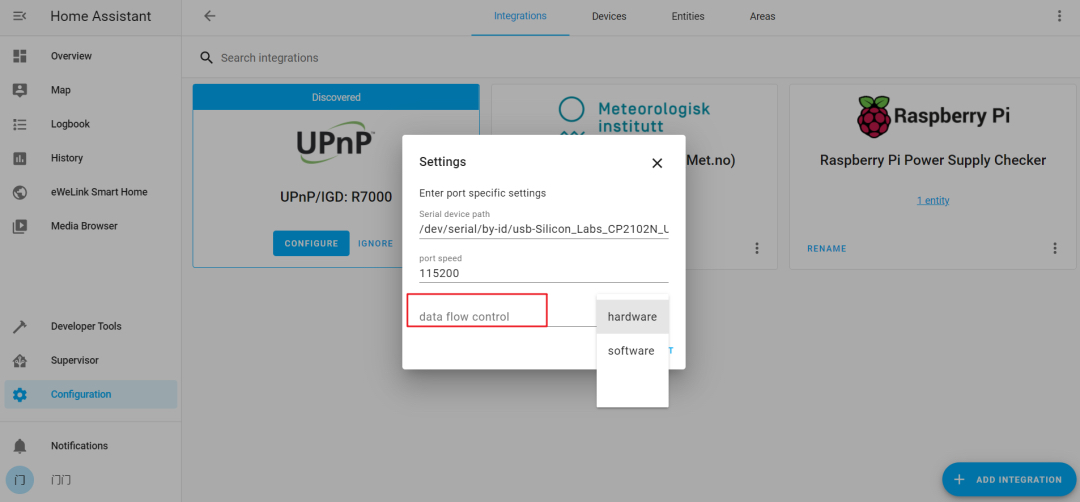 Home Assistant
Integrations
Devices
Entities
Areas
Overview
Map
Logbook
History
eWeLink Smart Home
Media Browser
Developer Tools
Supervisor
Configuration
Notifications
Search integrations
Discovered
UPnP
UPnP/IGD: R7000
CONFIGURE
IGNORE
Meteorologisk
institutt
Met.no)
Raspberry Pi
Raspberry Pi Power Supply Checker
1 entity
RENAME
Settings
Enter port specific settings
Serial device path
/dev/serial/by-id/usb-Silicon_Labs_CP2102N_U
port speed
115200
data flow control
hardware
software
T
ADD INTEGRATION